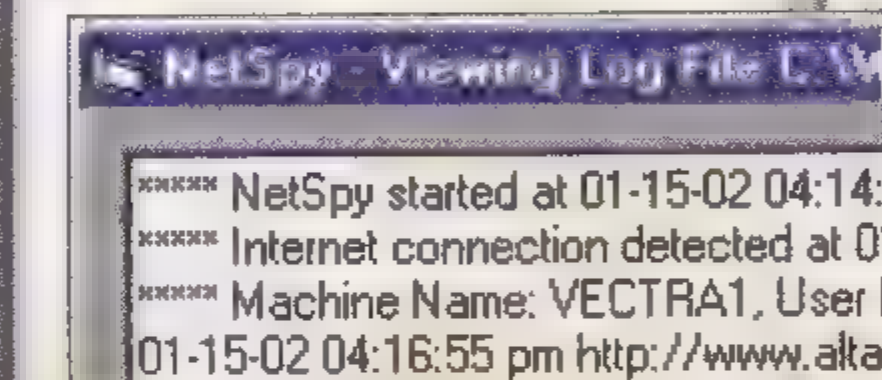 NetSpy - Viewing Log File C:\
***** NetSpy started at 01-15-02 04:14:
***** Internet connection detected at 0
***** Machine Name: VECTRA1, User
01-15-02 04:16:55 pm http://www.alta